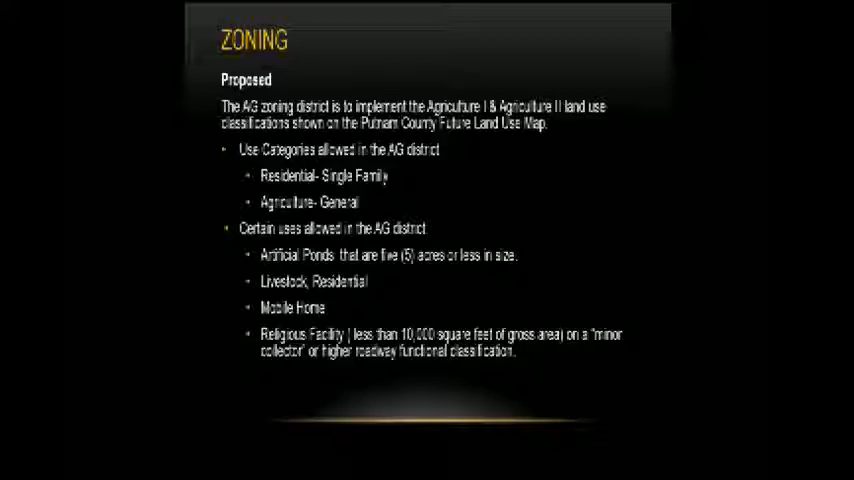 ZONING
Proposed
The AG zoning district is to implement the Agriculture I & Agriculture II land use
classifications shown on the Putnam County Future Land Use Map.
• Use Categories allowed in the AG district
• Residential- Single Family
• Agriculture- General
• Certain uses allowed in the AG district
• Artificial Ponds that are five (5) acres or less in size.
• Livestock, Residential
• Mobile Home
• Religious Facility ( less than 10,000 square feet of gross area) on a "minor
collector" or higher roadway functional classification.